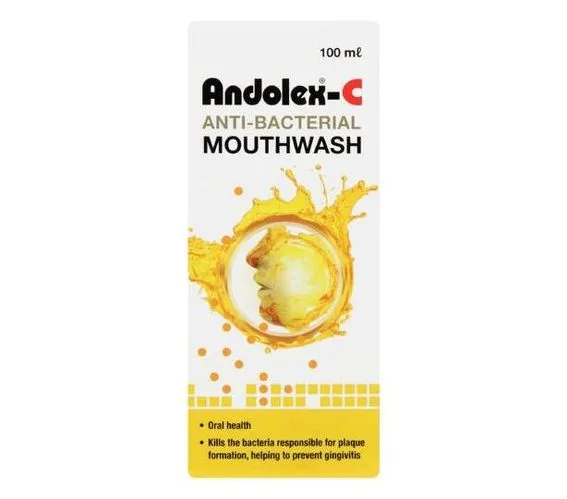 100 mℓ
Andolex®-C
ANTI-BACTERIAL
MOUTHWASH
• Oral health
• Kills the bacteria responsible for plaque
formation, helping to prevent gingivitis